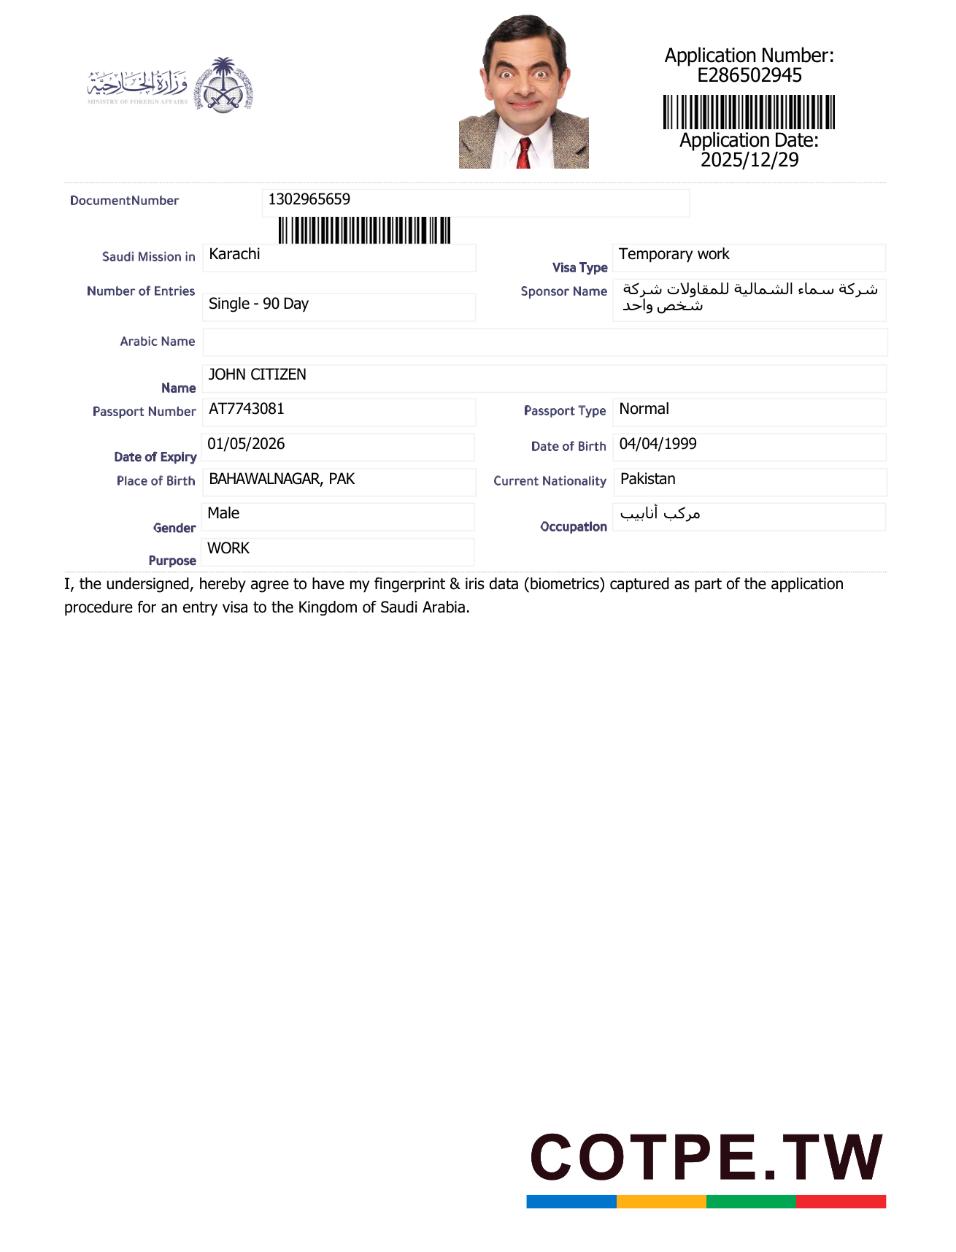 وزارة الخارجية
MINISTRY OF FOREIGN AFFAIRS
Application Number:
E286502945
Application Date:
2025/12/29
DocumentNumber 1302965659
Saudi Mission in Karachi
Visa Type Temporary work
Number of Entries Single - 90 Day
Sponsor Name شركة سماء الشمالية للمقاولات شركة
شخص واحد
Arabic Name
Name JOHN CITIZEN
Passport Number AT7743081
Passport Type Normal
Date of Expiry 01/05/2026
Date of Birth 04/04/1999
Place of Birth BAHAWALNAGAR, PAK
Current Nationality Pakistan
Gender Male
Occupation مركب أنابيب
Purpose WORK
I, the undersigned, hereby agree to have my fingerprint & iris data (biometrics) captured as part of the application
procedure for an entry visa to the Kingdom of Saudi Arabia.
COTPE.TW